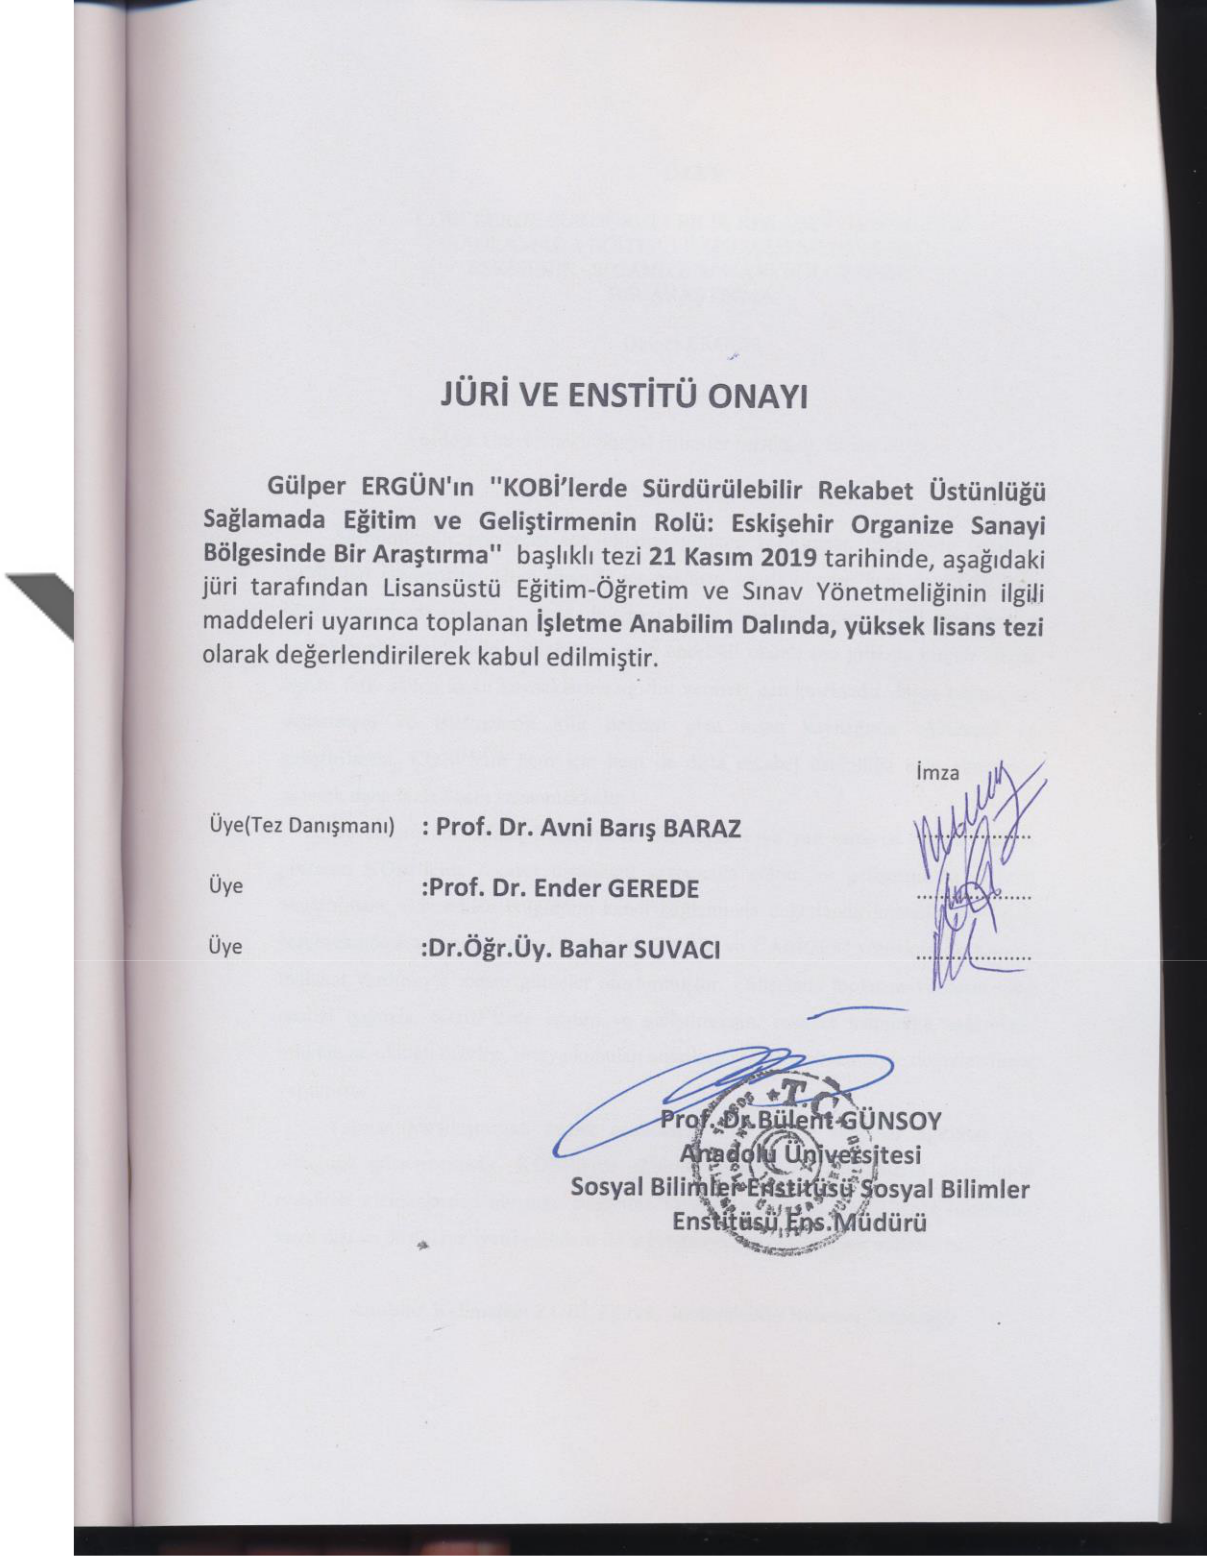 JÜRİ VE ENSTİTÜ ONAYI
Gülper ERGÜN'ın "KOBİ’lerde Sürdürülebilir Rekabet Üstünlüğü
Sağlamada Eğitim ve Geliştirmenin Rolü: Eskişehir Organize Sanayi
Bölgesinde Bir Araştırma" başlıklı tezi 21 Kasım 2019 tarihinde, aşağıdaki
jüri tarafından Lisansüstü Eğitim-Öğretim ve Sınav Yönetmeliğinin ilgili
maddeleri uyarınca toplanan İşletme Anabilim Dalında, yüksek lisans tezi
olarak değerlendirilerek kabul edilmiştir.
İmza
Üye(Tez Danışmanı) : Prof. Dr. Avni Barış BARAZ ....................
Üye :Prof. Dr. Ender GEREDE ....................
Üye :Dr.Öğr.Üy. Bahar SUVACI ....................
T.C.
Prof. Dr.Bülent GÜNSOY
Anadolu Üniversitesi
Sosyal Bilimler Enstitüsü Sosyal Bilimler
Enstitüsü Ens.Müdürü